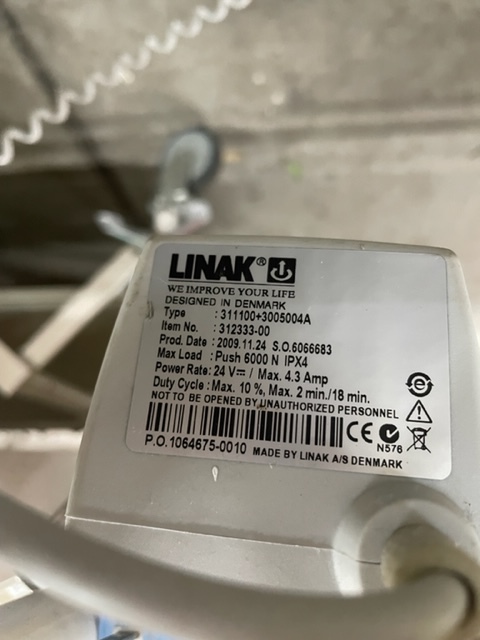 LINAK®
WE IMPROVE YOUR LIFE
DESIGNED IN DENMARK
Type : 311100+3005004A
Item No. : 312333-00
Prod. Date : 2009.11.24 S.O.6066683
Max Load : Push 6000 N IPX4
Power Rate: 24 V⎓ / Max. 4.3 Amp
Duty Cycle : Max. 10 %, Max. 2 min./18 min.
NOT TO BE OPENED BY UNAUTHORIZED PERSONNEL
CE
N576
P.O.1064675-0010 MADE BY LINAK A/S DENMARK